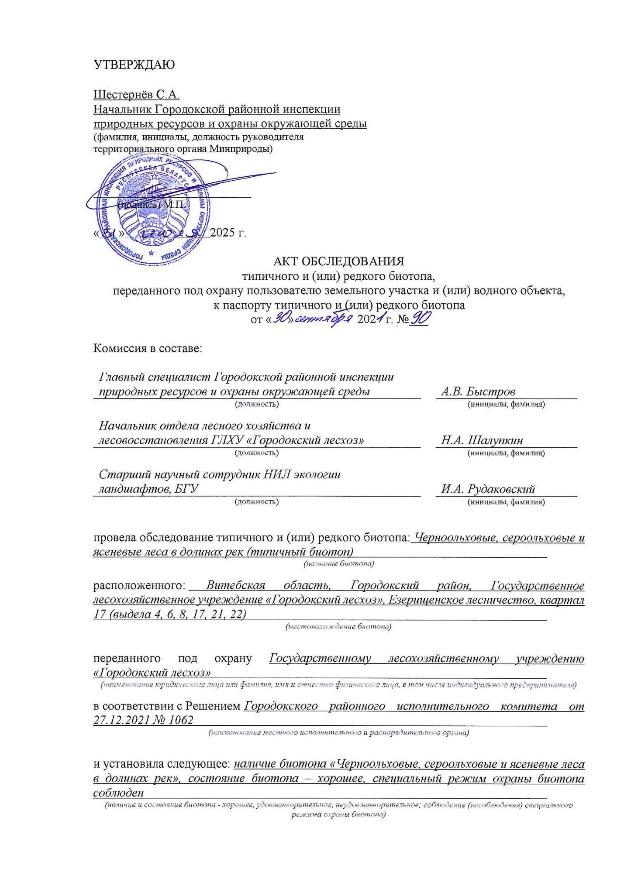 УТВЕРЖДАЮ
Шестернёв С.А.
Начальник Городокской районной инспекции
природных ресурсов и охраны окружающей среды
(фамилия, инициалы, должность руководителя
территориального органа Минприроды)
(подпись) М.П.
« » 2025 г.
АКТ ОБСЛЕДОВАНИЯ
типичного и (или) редкого биотопа,
переданного под охрану пользователю земельного участка и (или) водного объекта,
к паспорту типичного и (или) редкого биотопа
от «30» сентября 2021 г. № 90
Комиссия в составе:
Главный специалист Городокской районной инспекции
природных ресурсов и охраны окружающей среды А.В. Быстров
(должность) (инициалы, фамилия)
Начальник отдела лесного хозяйства и
лесовосстановления ГЛХУ «Городокский лесхоз» Н.А. Шалупкин
(должность) (инициалы, фамилия)
Старший научный сотрудник НИЛ экологии
ландшафтов, БГУ И.А. Рудаковский
(должность) (инициалы, фамилия)
провела обследование типичного и (или) редкого биотопа: Черноольховые, сероольховые и
ясеневые леса в долинах рек (типичный биотоп)
(название биотопа)
расположенного: Витебская область, Городокский район, Государственное
лесохозяйственное учреждение «Городокский лесхоз», Езерищенское лесничество, квартал
17 (выдела 4, 6, 8, 17, 21, 22)
(местонахождение биотопа)
переданного под охрану Государственному лесохозяйственному учреждению
«Городокский лесхоз»
(наименование юридического лица или фамилия, имя и отчество физического лица, в том числе индивидуального предпринимателя)
в соответствии с Решением Городокского районного исполнительного комитета от
27.12.2021 № 1062
(наименование местного исполнительного и распорядительного органа)
и установила следующее: наличие биотопа «Черноольховые, сероольховые и ясеневые леса
в долинах рек», состояние биотопа – хорошее, специальный режим охраны биотопа
соблюден
(наличие и состояние биотопа - хорошее, удовлетворительное, неудовлетворительное; соблюдение (несоблюдение) специального
режима охраны биотопа)